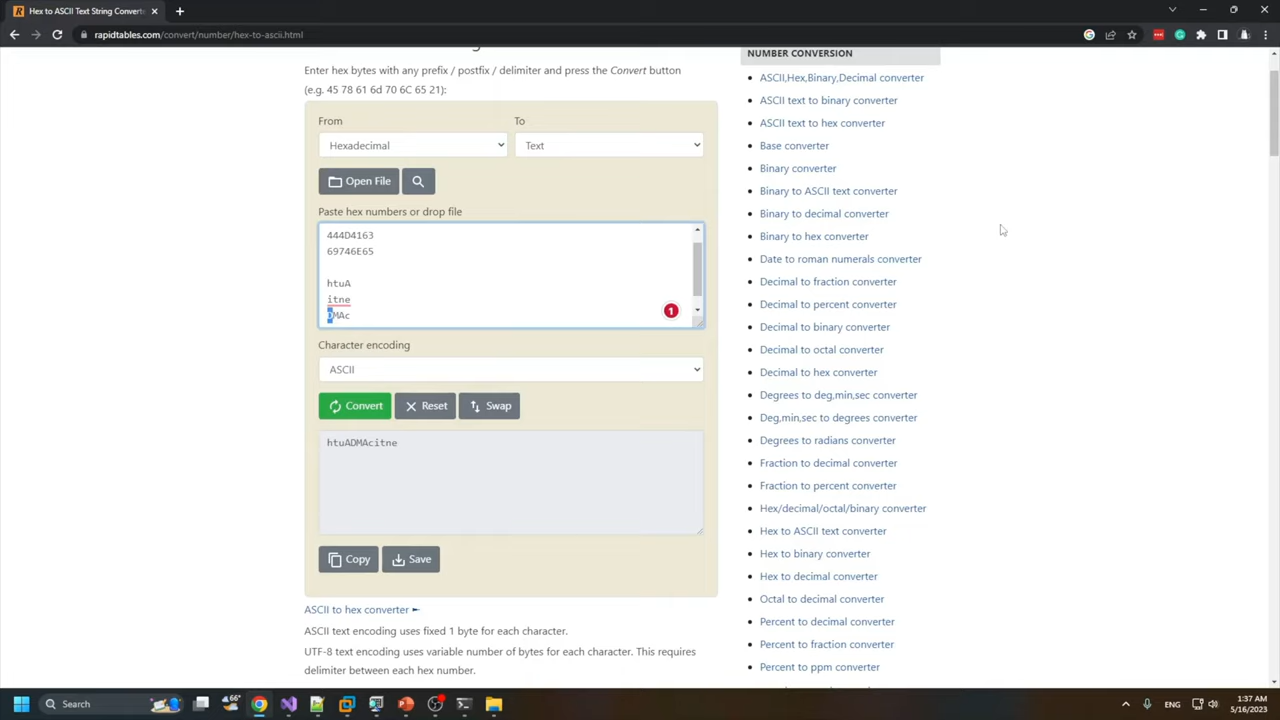 Hex to ASCII Text String Converte
rapidtables.com/convert/number/hex-to-ascii.html
Enter hex bytes with any prefix / postfix / delimiter and press the Convert button
(e.g. 45 78 61 6d 70 6C 65 21):
From
To
Hexadecimal
Text
Open File
Paste hex numbers or drop file
444D4163
69746E65
htuA
itne
DMAc
1
Character encoding
ASCII
Convert
Reset
Swap
htuADMAcitne
Copy
Save
ASCII to hex converter ►
ASCII text encoding uses fixed 1 byte for each character.
UTF-8 text encoding uses variable number of bytes for each character. This requires
delimiter between each hex number.
NUMBER CONVERSION
ASCII,Hex,Binary,Decimal converter
ASCII text to binary converter
ASCII text to hex converter
Base converter
Binary converter
Binary to ASCII text converter
Binary to decimal converter
Binary to hex converter
Date to roman numerals converter
Decimal to fraction converter
Decimal to percent converter
Decimal to binary converter
Decimal to octal converter
Decimal to hex converter
Degrees to deg,min,sec converter
Deg,min,sec to degrees converter
Degrees to radians converter
Fraction to decimal converter
Fraction to percent converter
Hex/decimal/octal/binary converter
Hex to ASCII text converter
Hex to binary converter
Hex to decimal converter
Octal to decimal converter
Percent to decimal converter
Percent to fraction converter
Percent to ppm converter
Search
66°
ENG
1:37 AM
5/16/2023